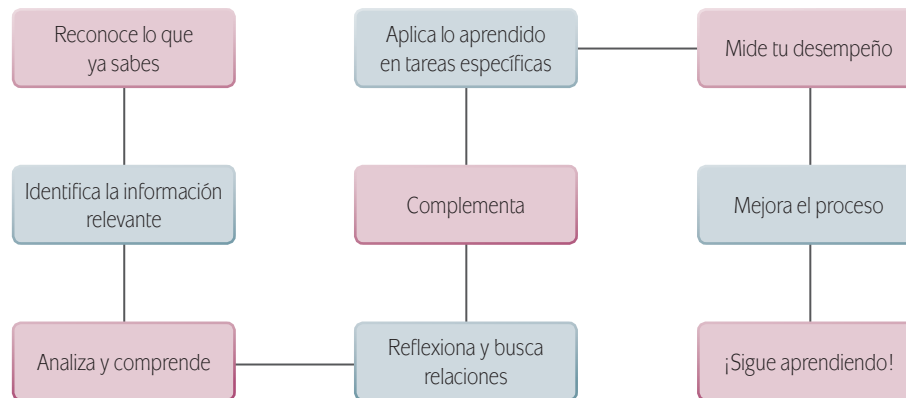 Reconoce lo que
ya sabes
Identifica la información
relevante
Analiza y comprende
Reflexiona y busca
relaciones
Complementa
Aplica lo aprendido
en tareas específicas
Mide tu desempeño
Mejora el proceso
¡Sigue aprendiendo!